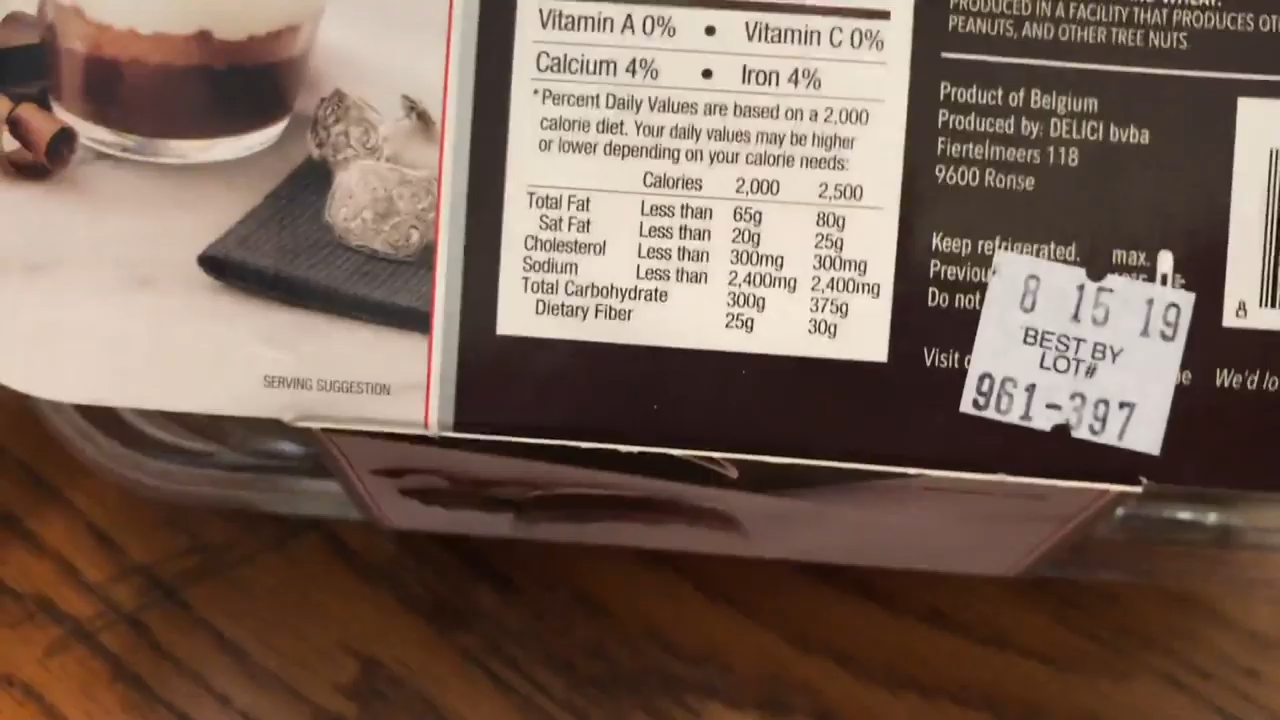 Vitamin A 0% • Vitamin C 0%
Calcium 4% • Iron 4%
*Percent Daily Values are based on a 2,000
calorie diet. Your daily values may be higher
or lower depending on your calorie needs:
Calories 2,000 2,500
Total Fat Less than 65g 80g
Sat Fat Less than 20g 25g
Cholesterol Less than 300mg 300mg
Sodium Less than 2,400mg 2,400mg
Total Carbohydrate 300g 375g
Dietary Fiber 25g 30g
SERVING SUGGESTION
PRODUCED IN A FACILITY THAT PRODUCES
PEANUTS, AND OTHER TREE NUTS
Product of Belgium
Produced by: DELICI bvba
Fiertelmeers 118
9600 Ronse
Keep refrigerated. max.
Do not
Visit
We'd
8 15 19
BEST BY
LOT#
961-397
8